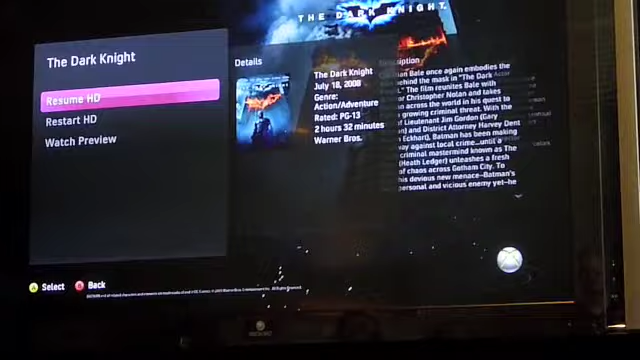 THE DARK KNIGHT
The Dark Knight
Resume HD
Restart HD
Watch Preview
Details
The Dark Knight
July 18, 2008
Genre:
Action/Adventure
Rated: PG-13
2 hours 32 minutes
Warner Bros.
Bale once again embodies the
behind the mask in "The Dark
The film reunites Bale with
Christopher Nolan and takes
across the world in his quest to
growing criminal threat. With the
of Lieutenant Jim Gordon (Gary
and District Attorney Harvey Dent
Eckhart), Batman has been making
against local crime...until a
criminal mastermind known as The
(Heath Ledger) unleashes a fresh
of chaos across Gotham City. To
his devious new menace-Batman's
personal and vicious enemy yet-he
A Select B Back